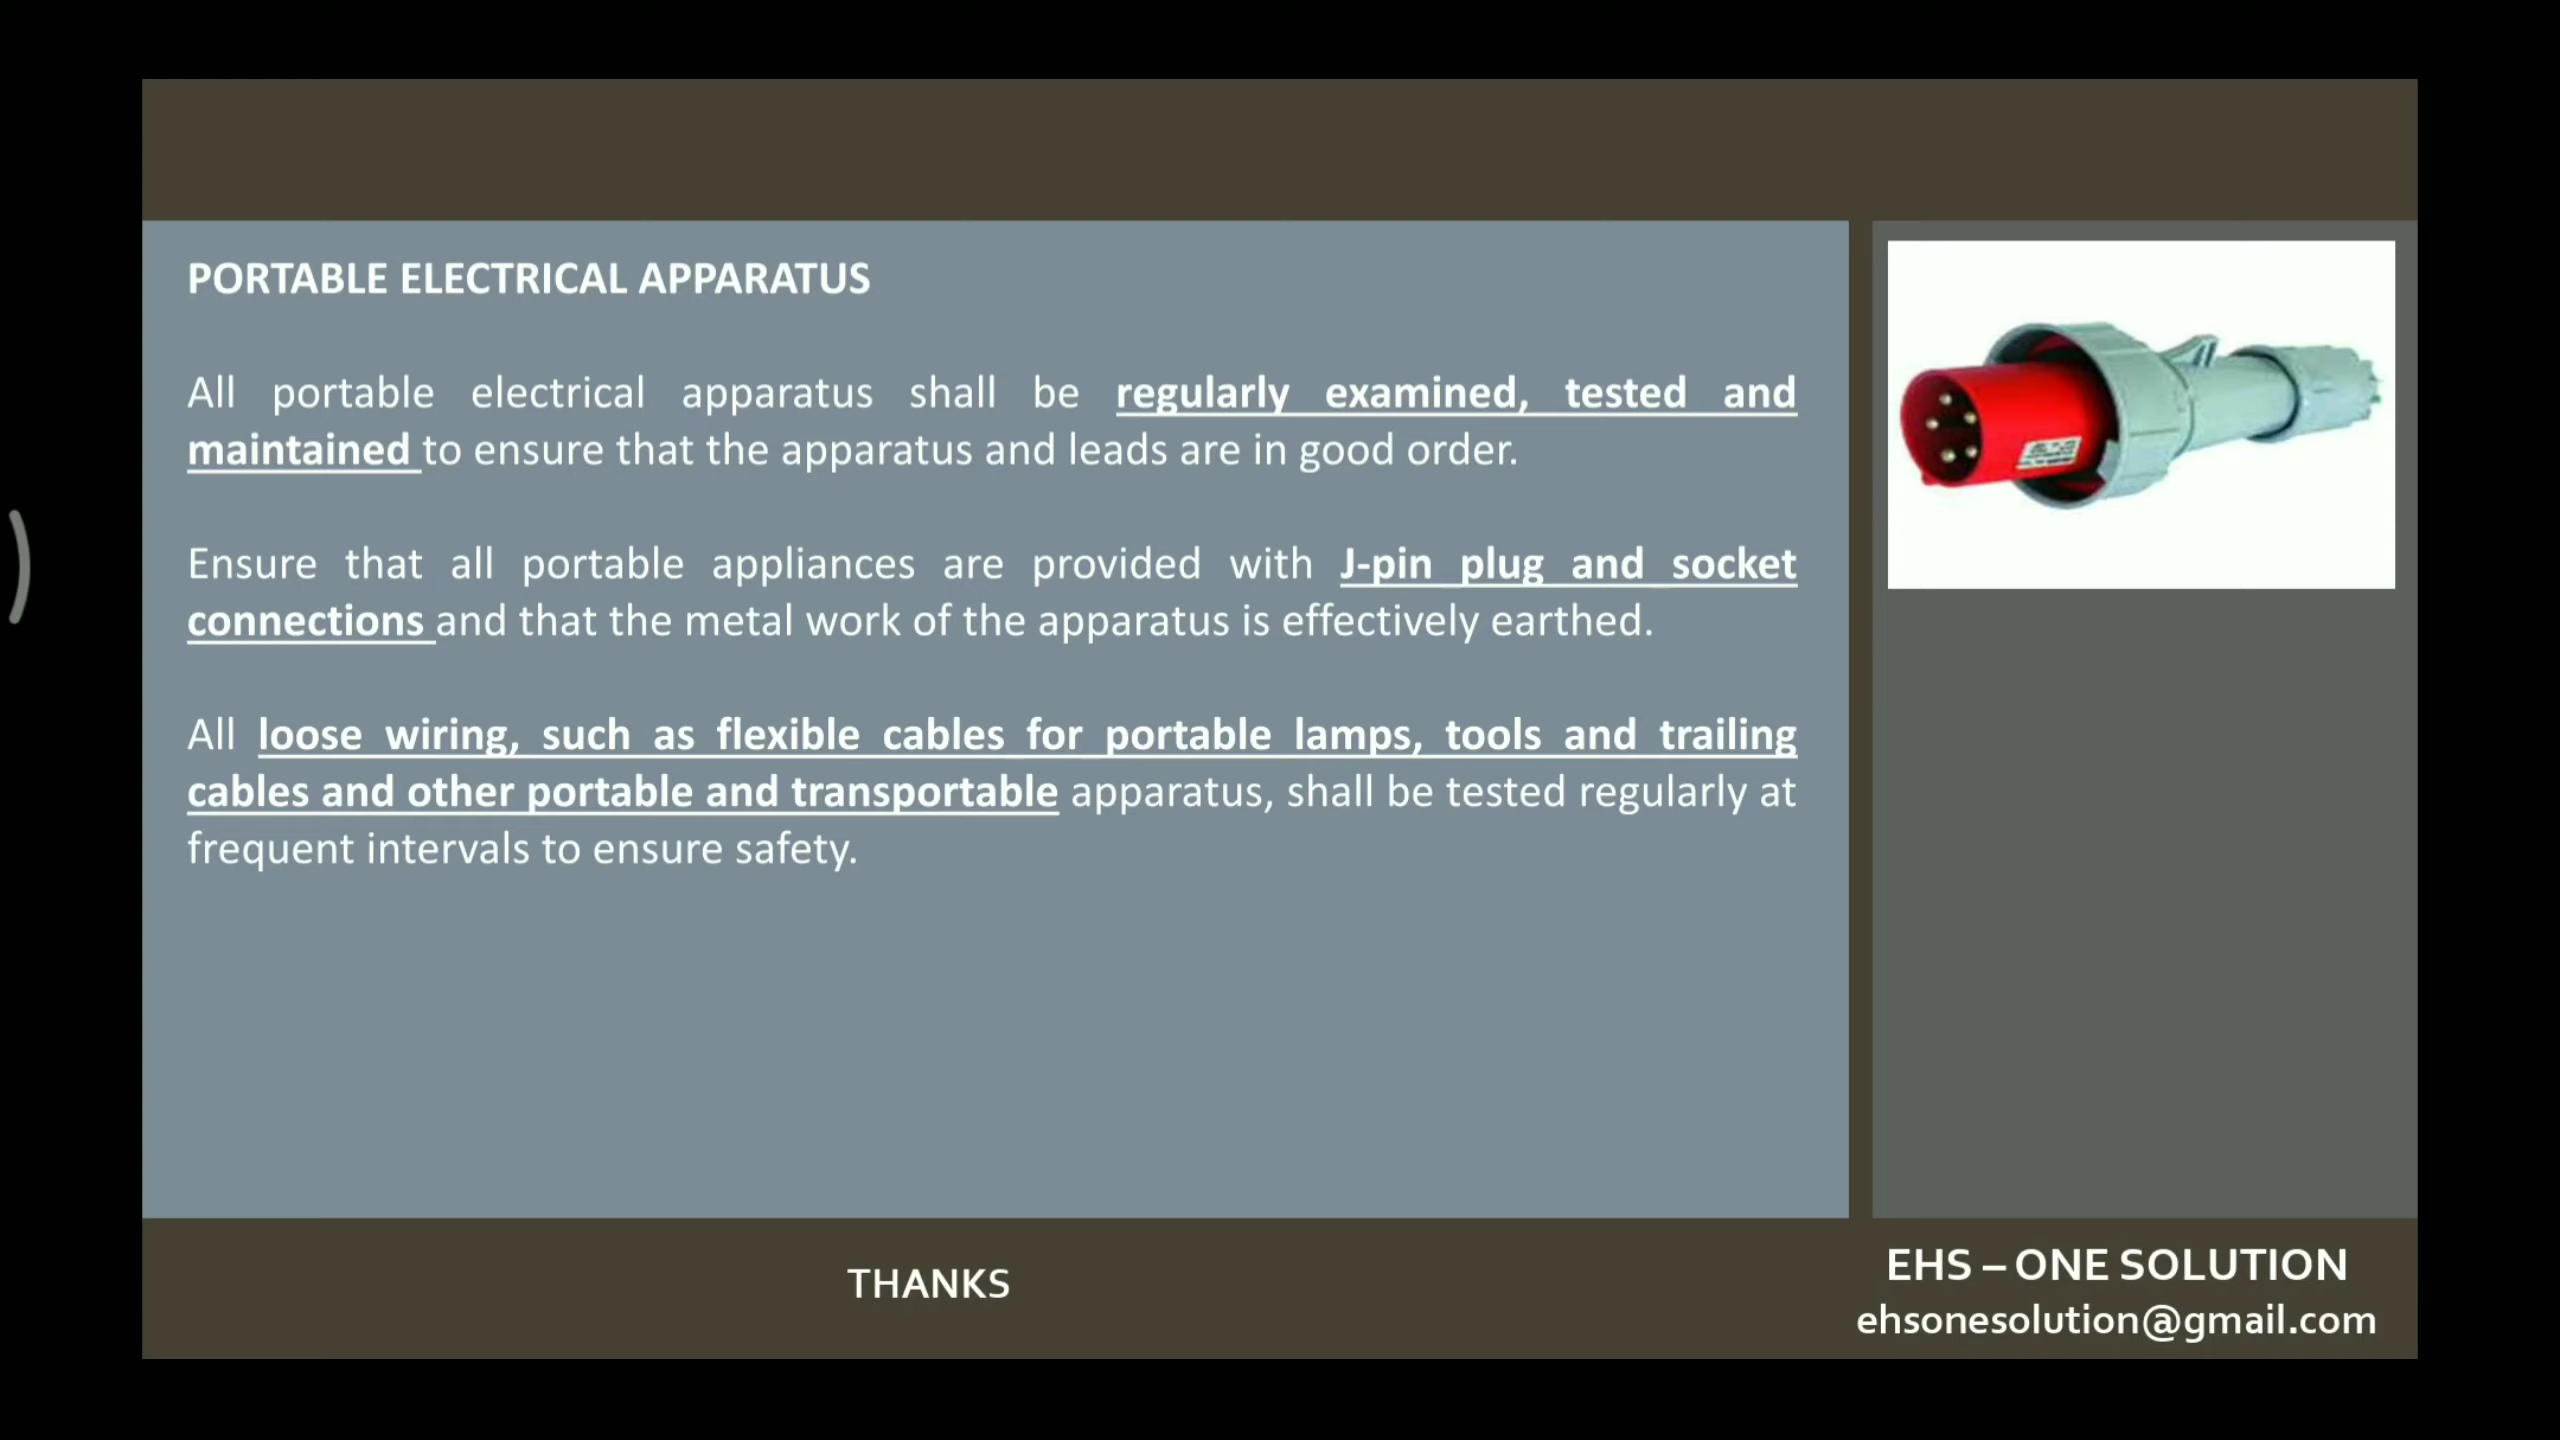 PORTABLE ELECTRICAL APPARATUS
All portable electrical apparatus shall be regularly examined, tested and
maintained to ensure that the apparatus and leads are in good order.
Ensure that all portable appliances are provided with J-pin plug and socket
connections and that the metal work of the apparatus is effectively earthed.
All loose wiring, such as flexible cables for portable lamps, tools and trailing
cables and other portable and transportable apparatus, shall be tested regularly at
frequent intervals to ensure safety.
THANKS
EHS – ONE SOLUTION
ehsonesolution@gmail.com